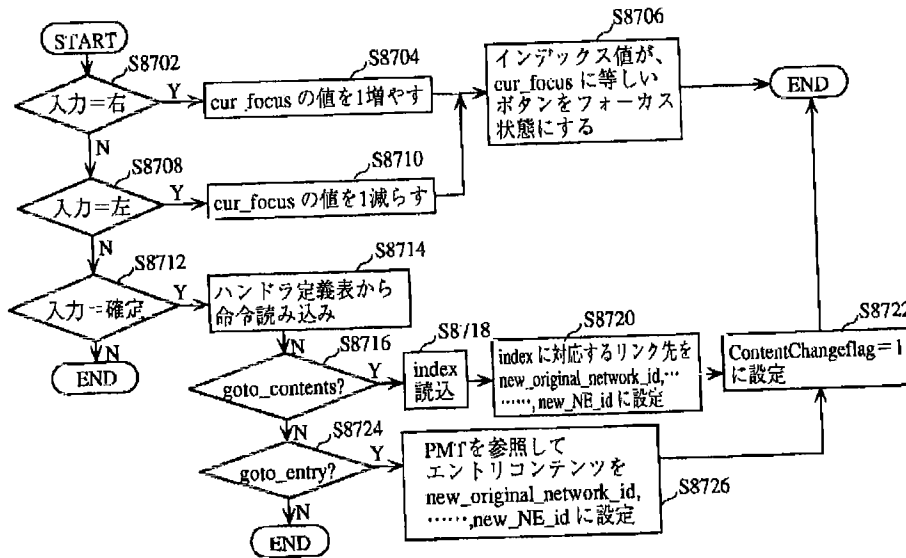 START
S8702
入力=右
Y
N
S8704
cur_focus の値を1増やす
S8706
インデックス値が、
cur_focus に等しい
ボタンをフォーカス
状態にする
END
S8708
入力=左
Y
N
S8710
cur_focus の値を1減らす
S8712
入力=確定
Y
N
END
S8714
ハンドラ定義表から
命令読み込み
N
S8716
goto_contents?
Y
N
S8718
index
読込
S8720
index に対応するリンク先を
new_original_network_id,…
……,new_NE_id に設定
S8722
ContentChangeflag=1
に設定
S8724
goto_entry?
Y
N
END
PMTを参照して
エントリコンテンツを
new_original_network_id,
……,new_NE_id に設定
S8726